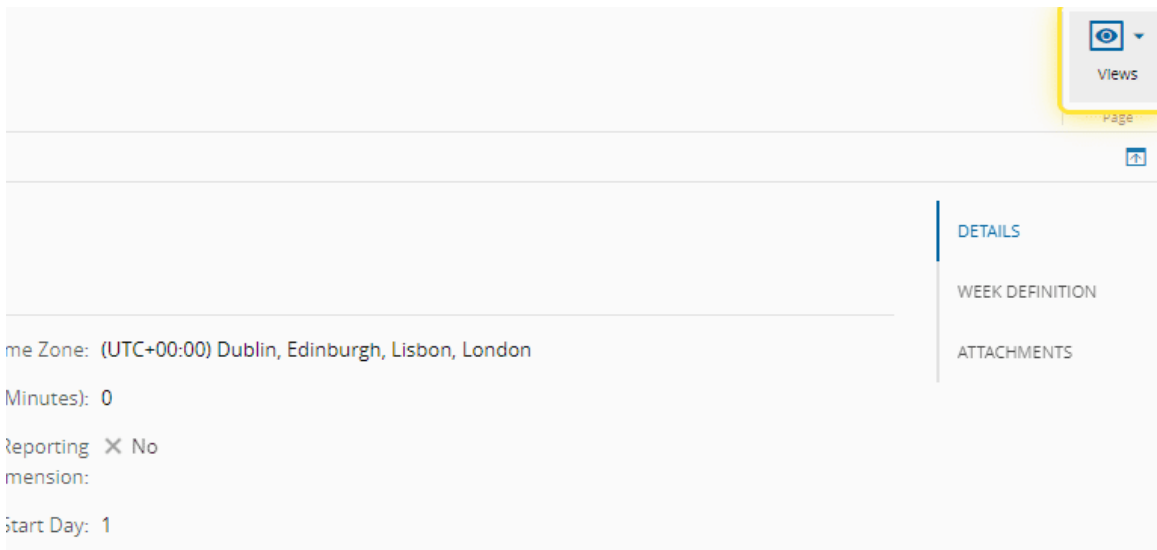 Views
Page
DETAILS
WEEK DEFINITION
me Zone: (UTC+00:00) Dublin, Edinburgh, Lisbon, London
ATTACHMENTS
Minutes): 0
Reporting No
mension:
Start Day: 1